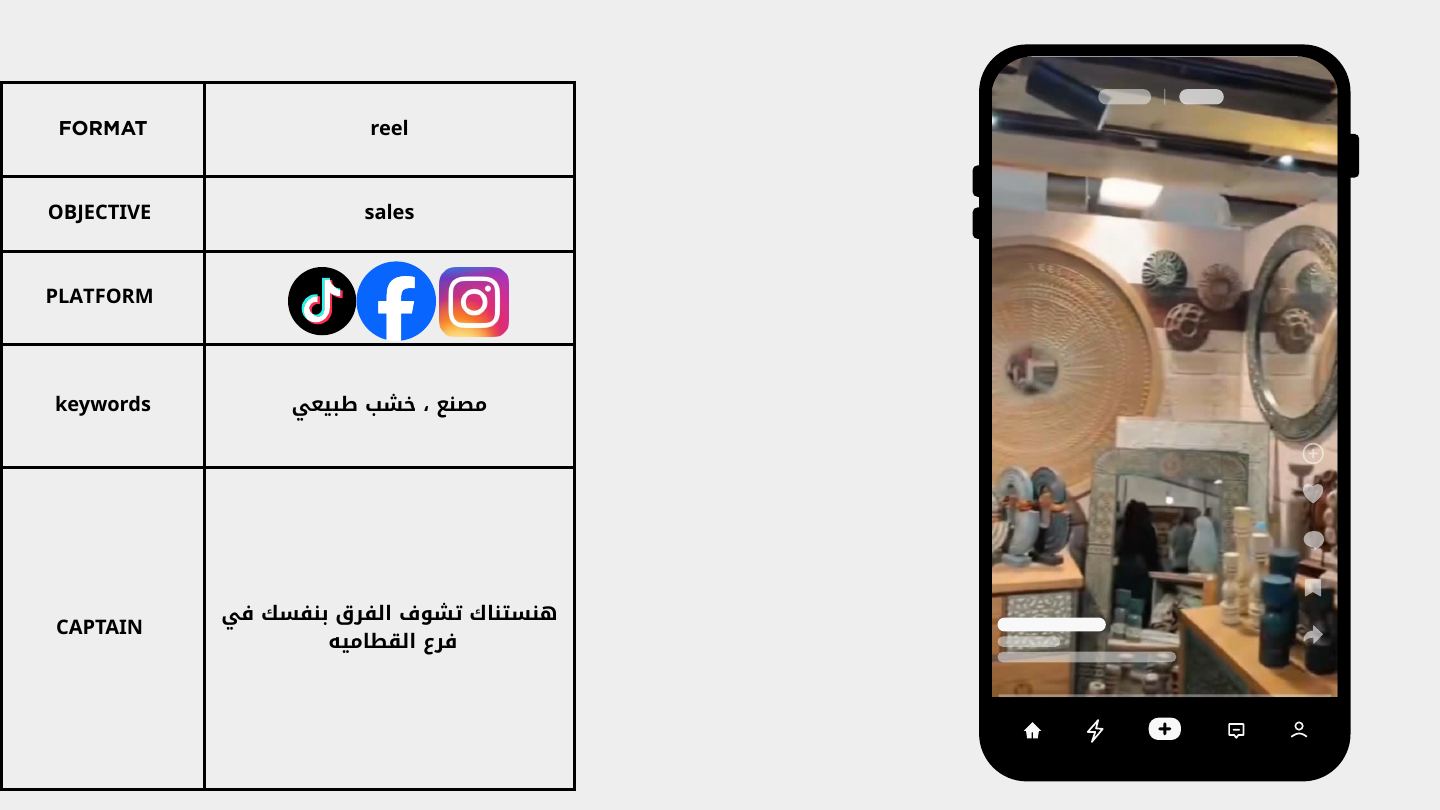 FORMAT
reel
OBJECTIVE
sales
PLATFORM
keywords
مصنع ، خشب طبيعي
CAPTAIN
هنستناك تشوف الفرق بنفسك في
فرع القطاميه